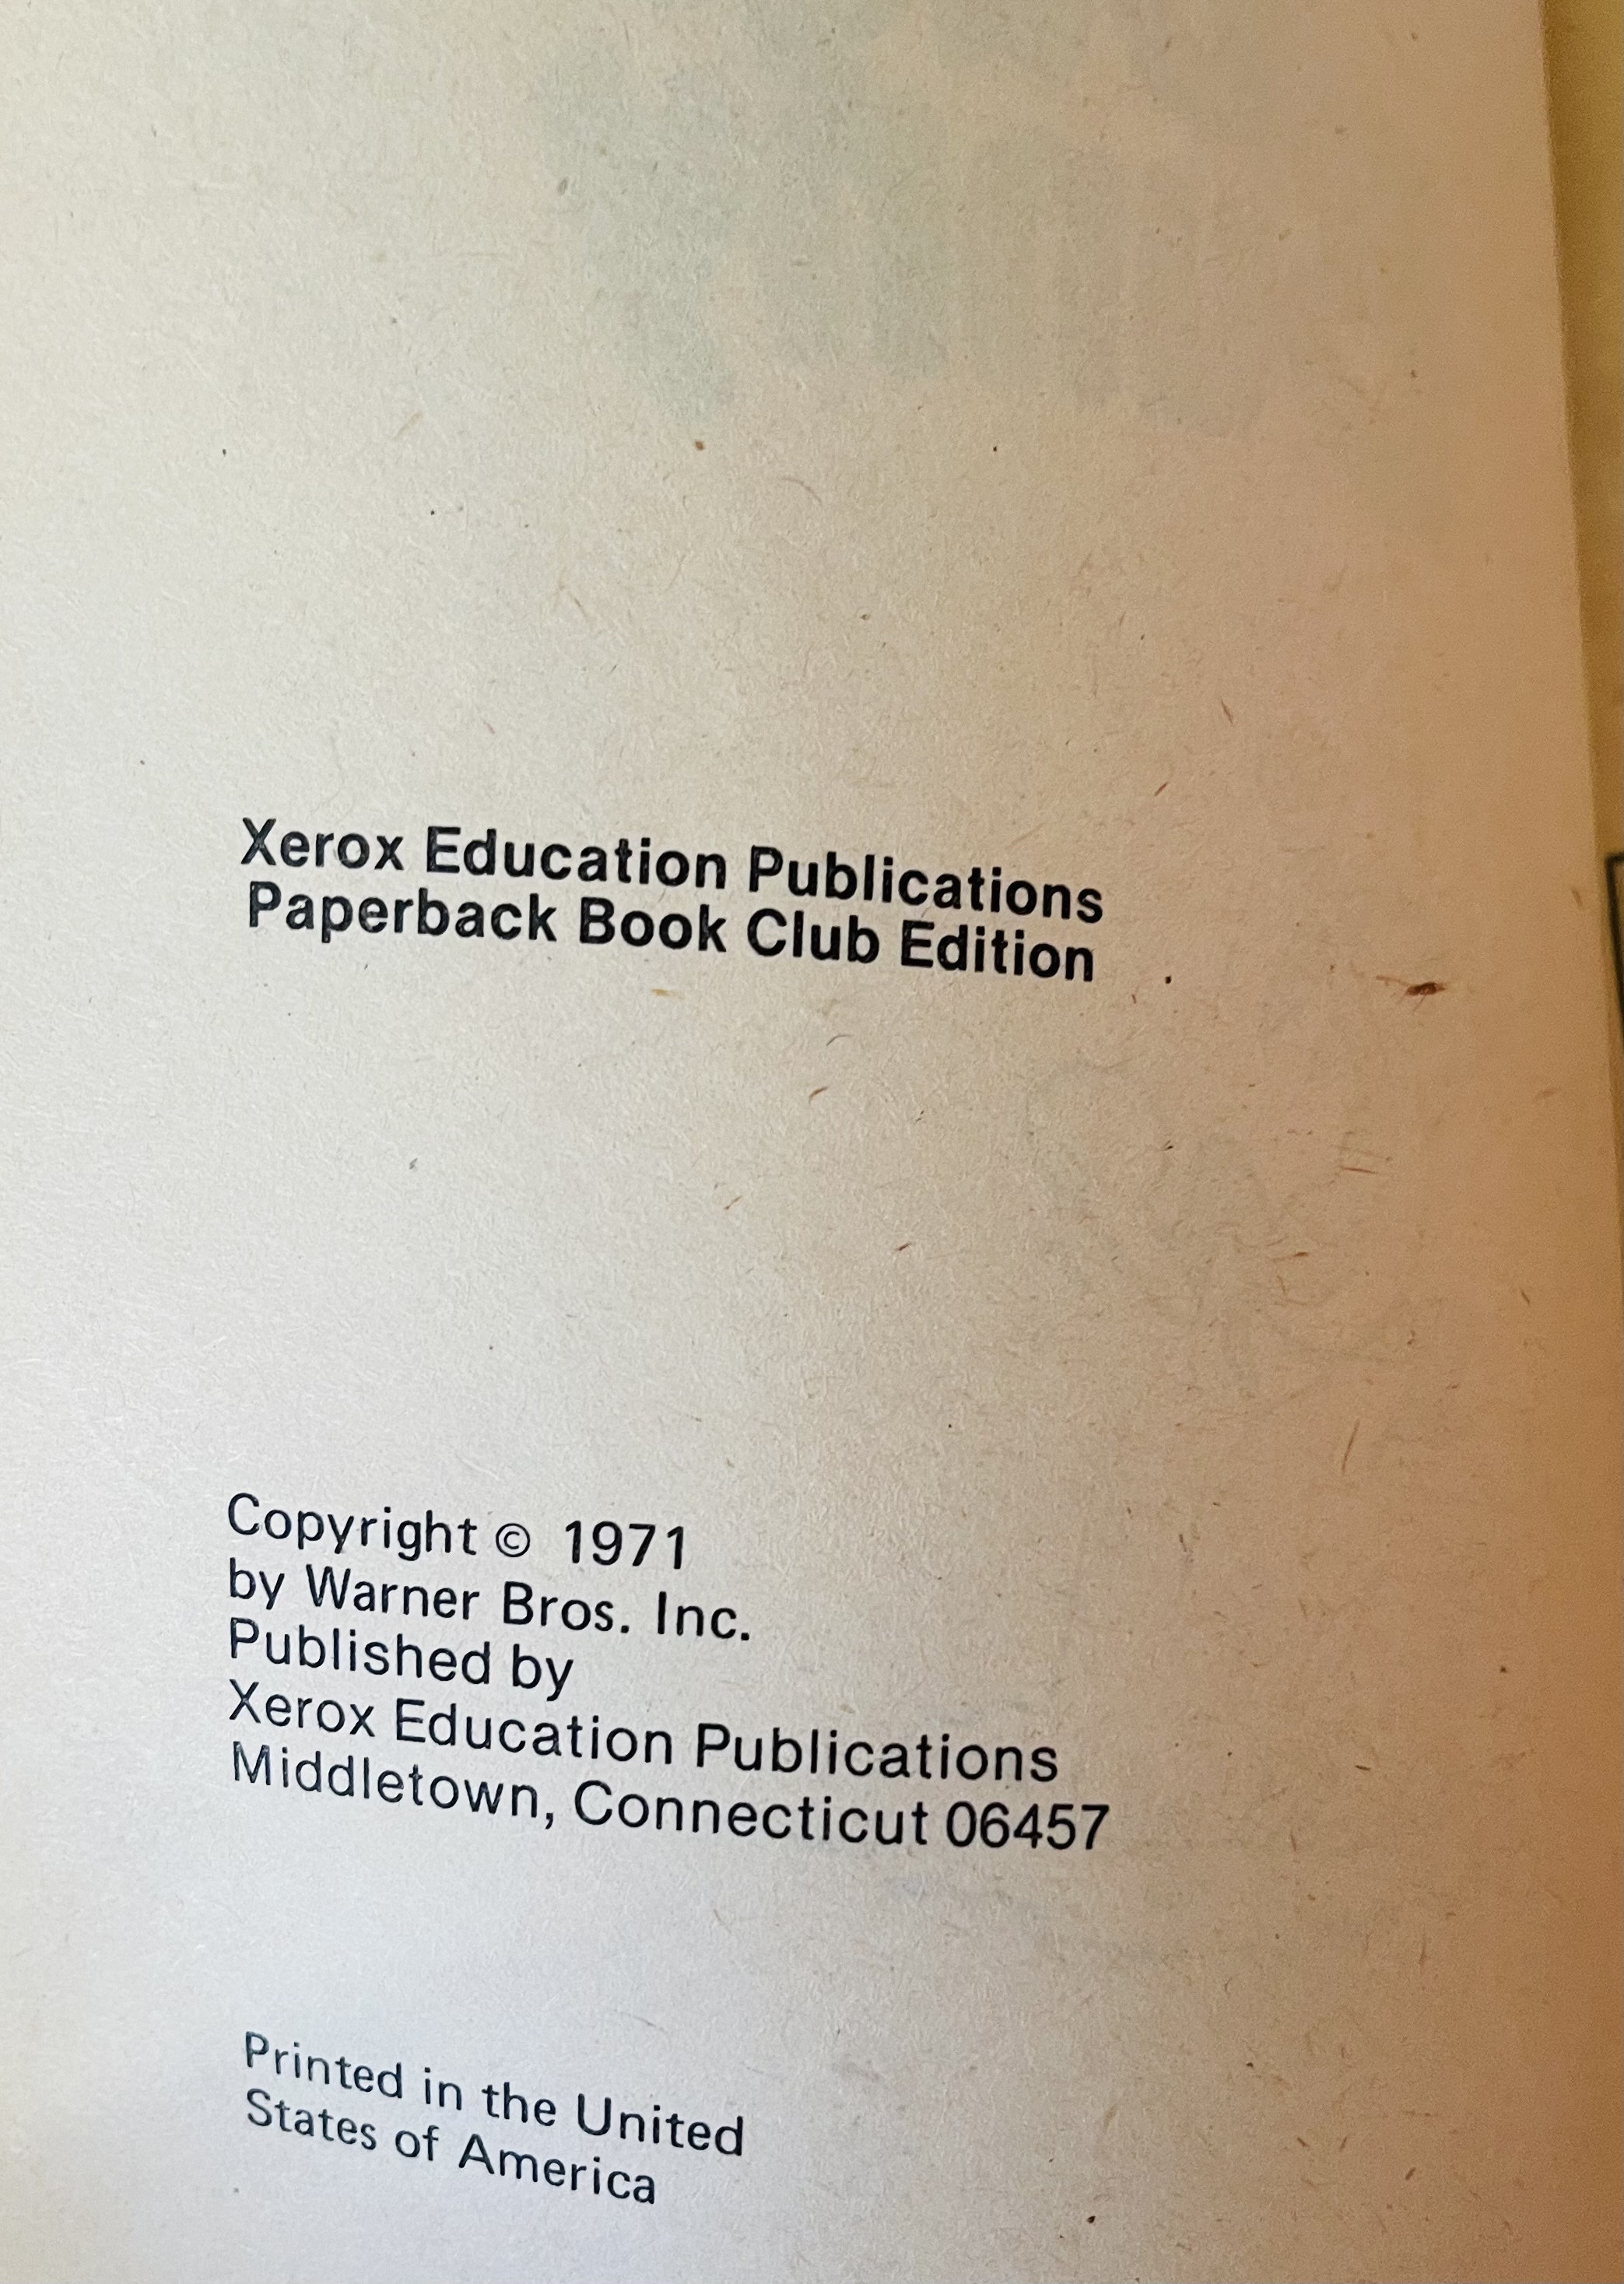 Xerox Education Publications
Paperback Book Club Edition
Copyright © 1971
by Warner Bros. Inc.
Published by
Xerox Education Publications
Middletown, Connecticut 06457
Printed in the United
States of America